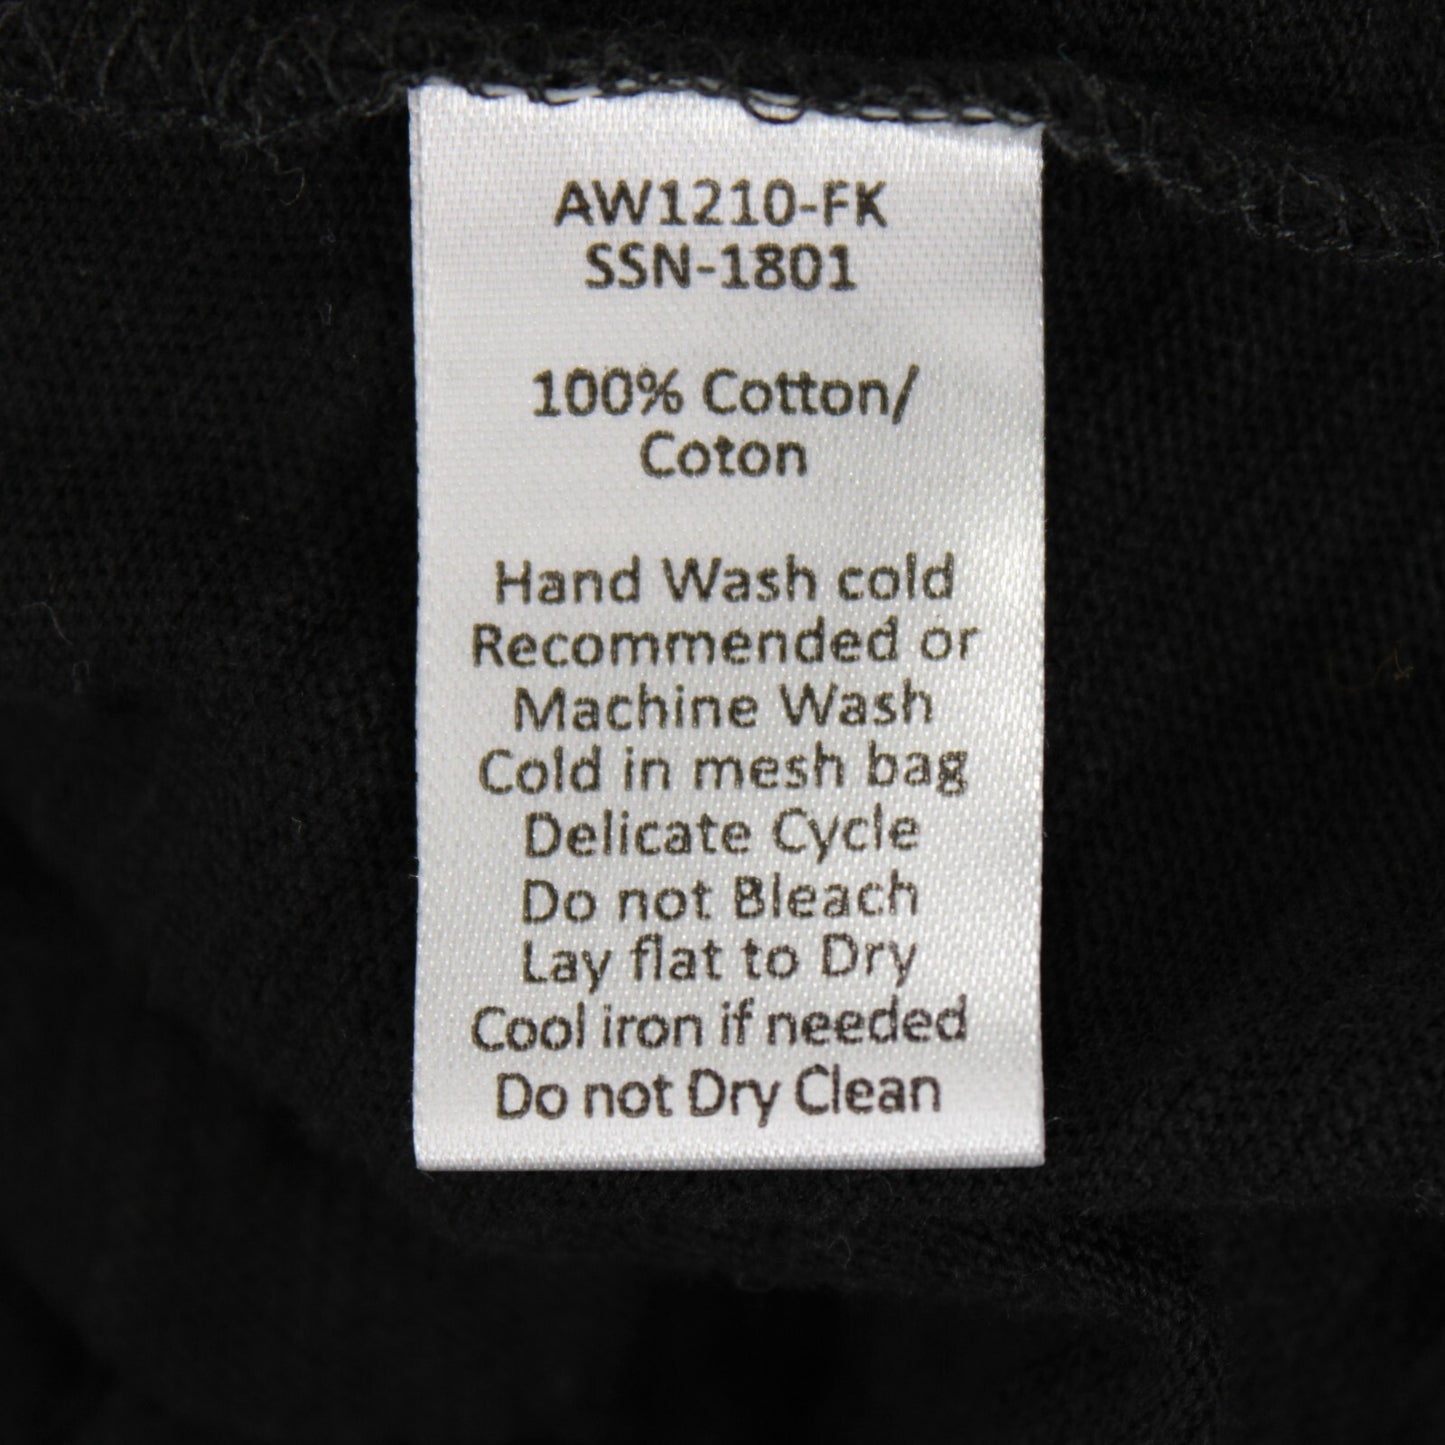 AW1210-FK
SSN-1801
100% Cotton/
Coton
Hand Wash cold
Recommended or
Machine Wash
Cold in mesh bag
Delicate Cycle
Do not Bleach
Lay flat to Dry
Cool iron if needed
Do not Dry Clean